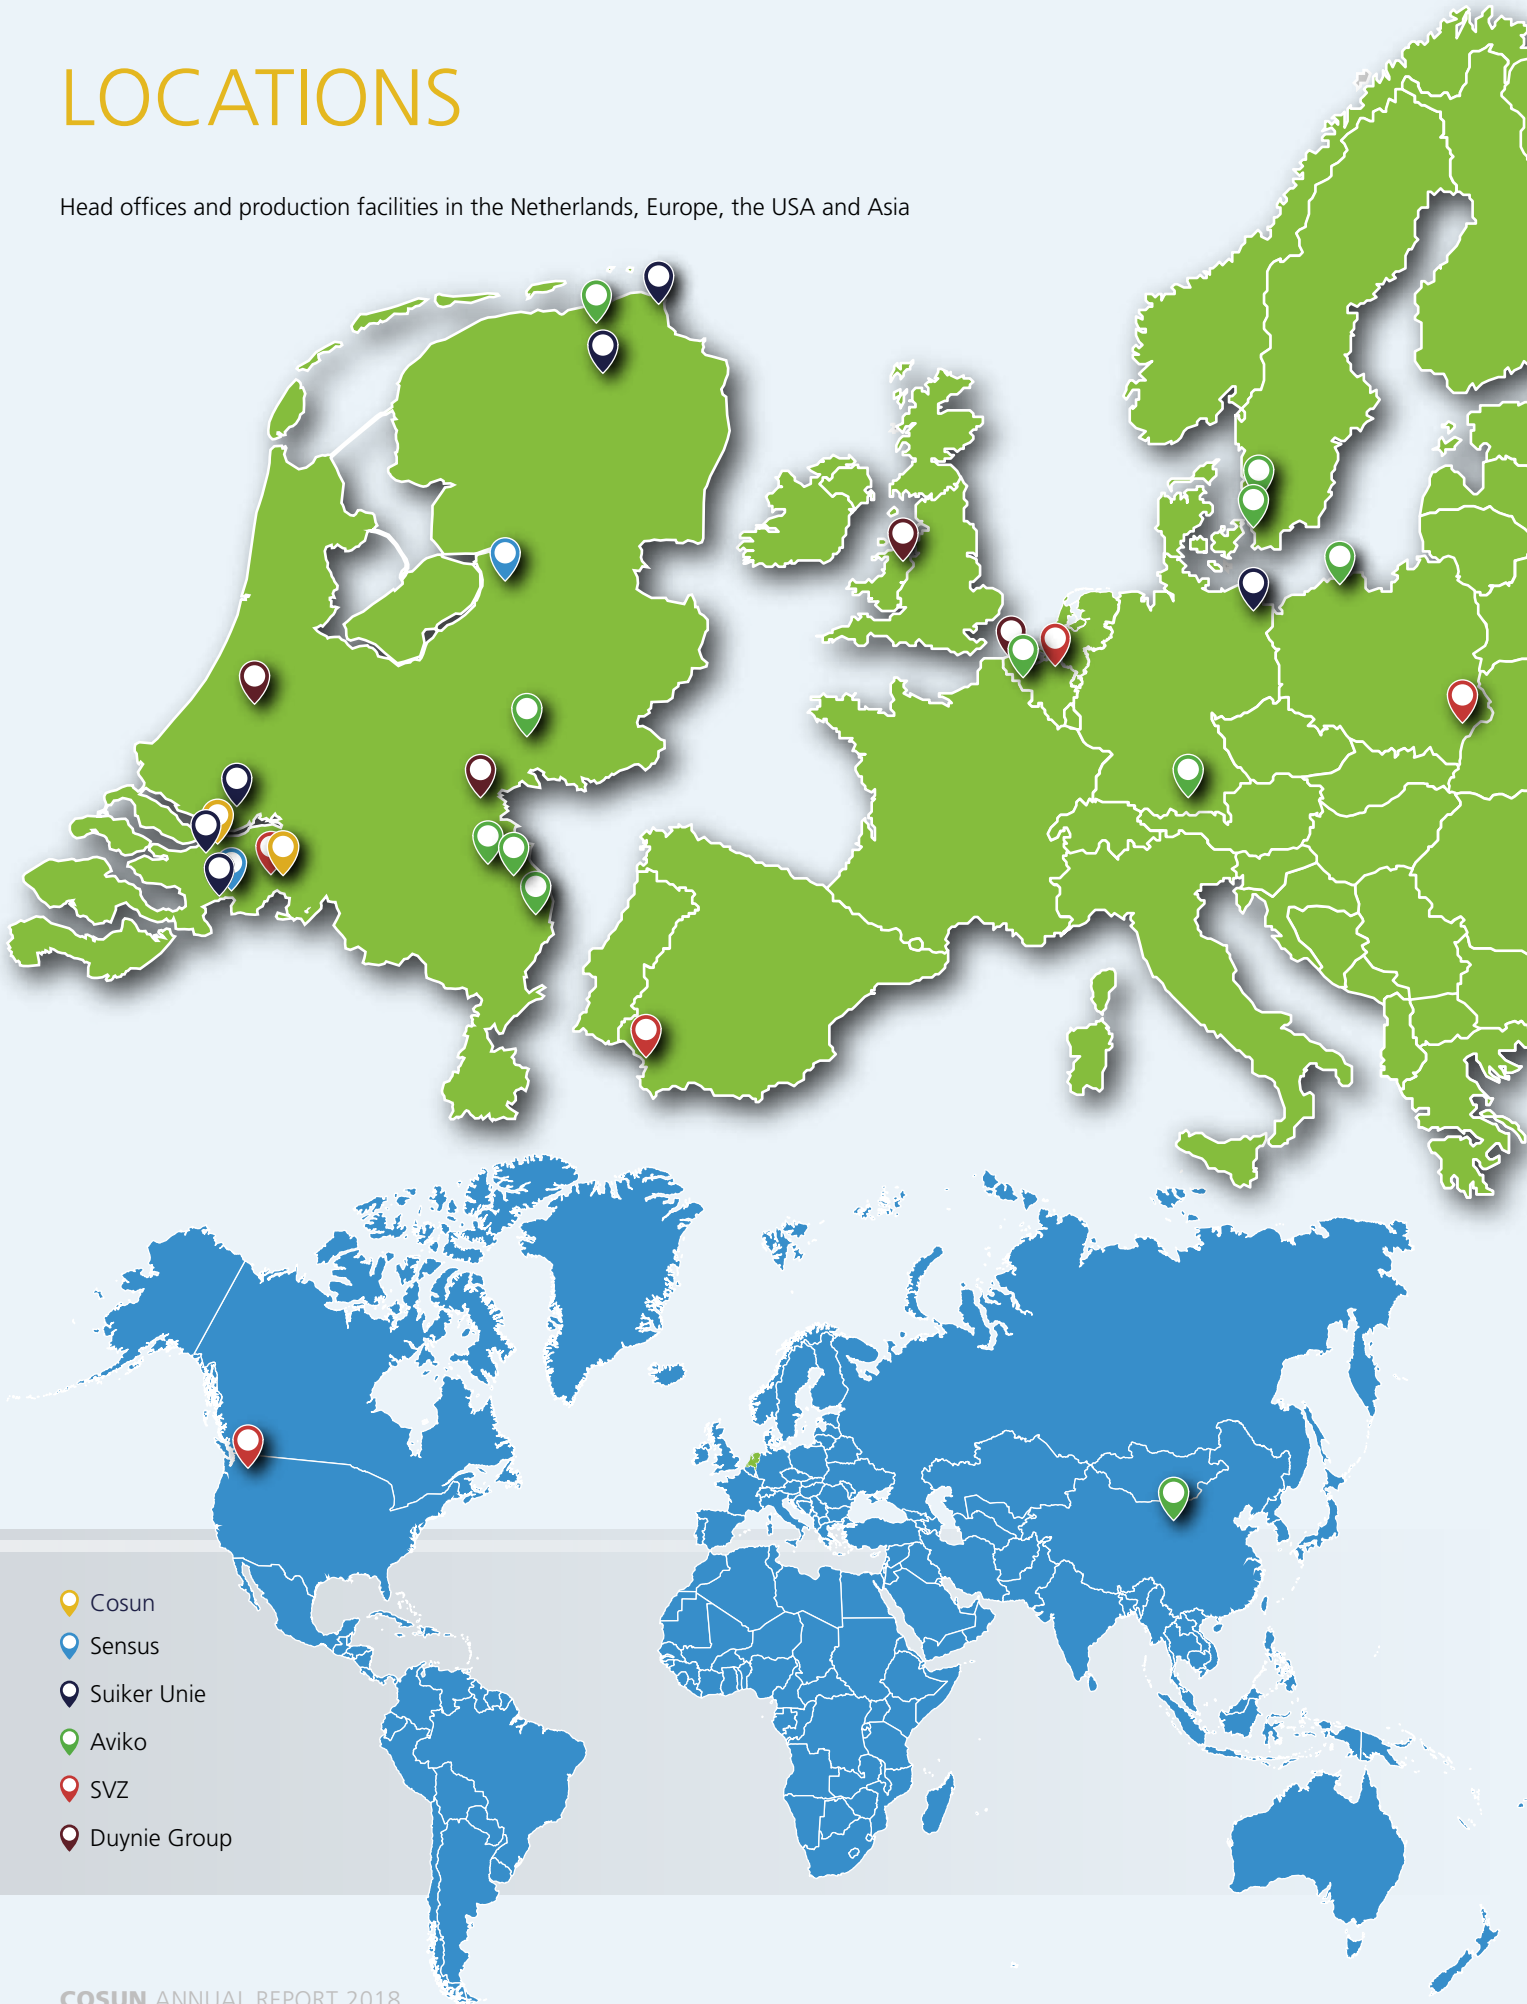 LOCATIONS
Head offices and production facilities in the Netherlands, Europe, the USA and Asia
Cosun
Sensus
Suiker Unie
Aviko
SVZ
Duynie Group
COSUN ANNUAL REPORT 2018